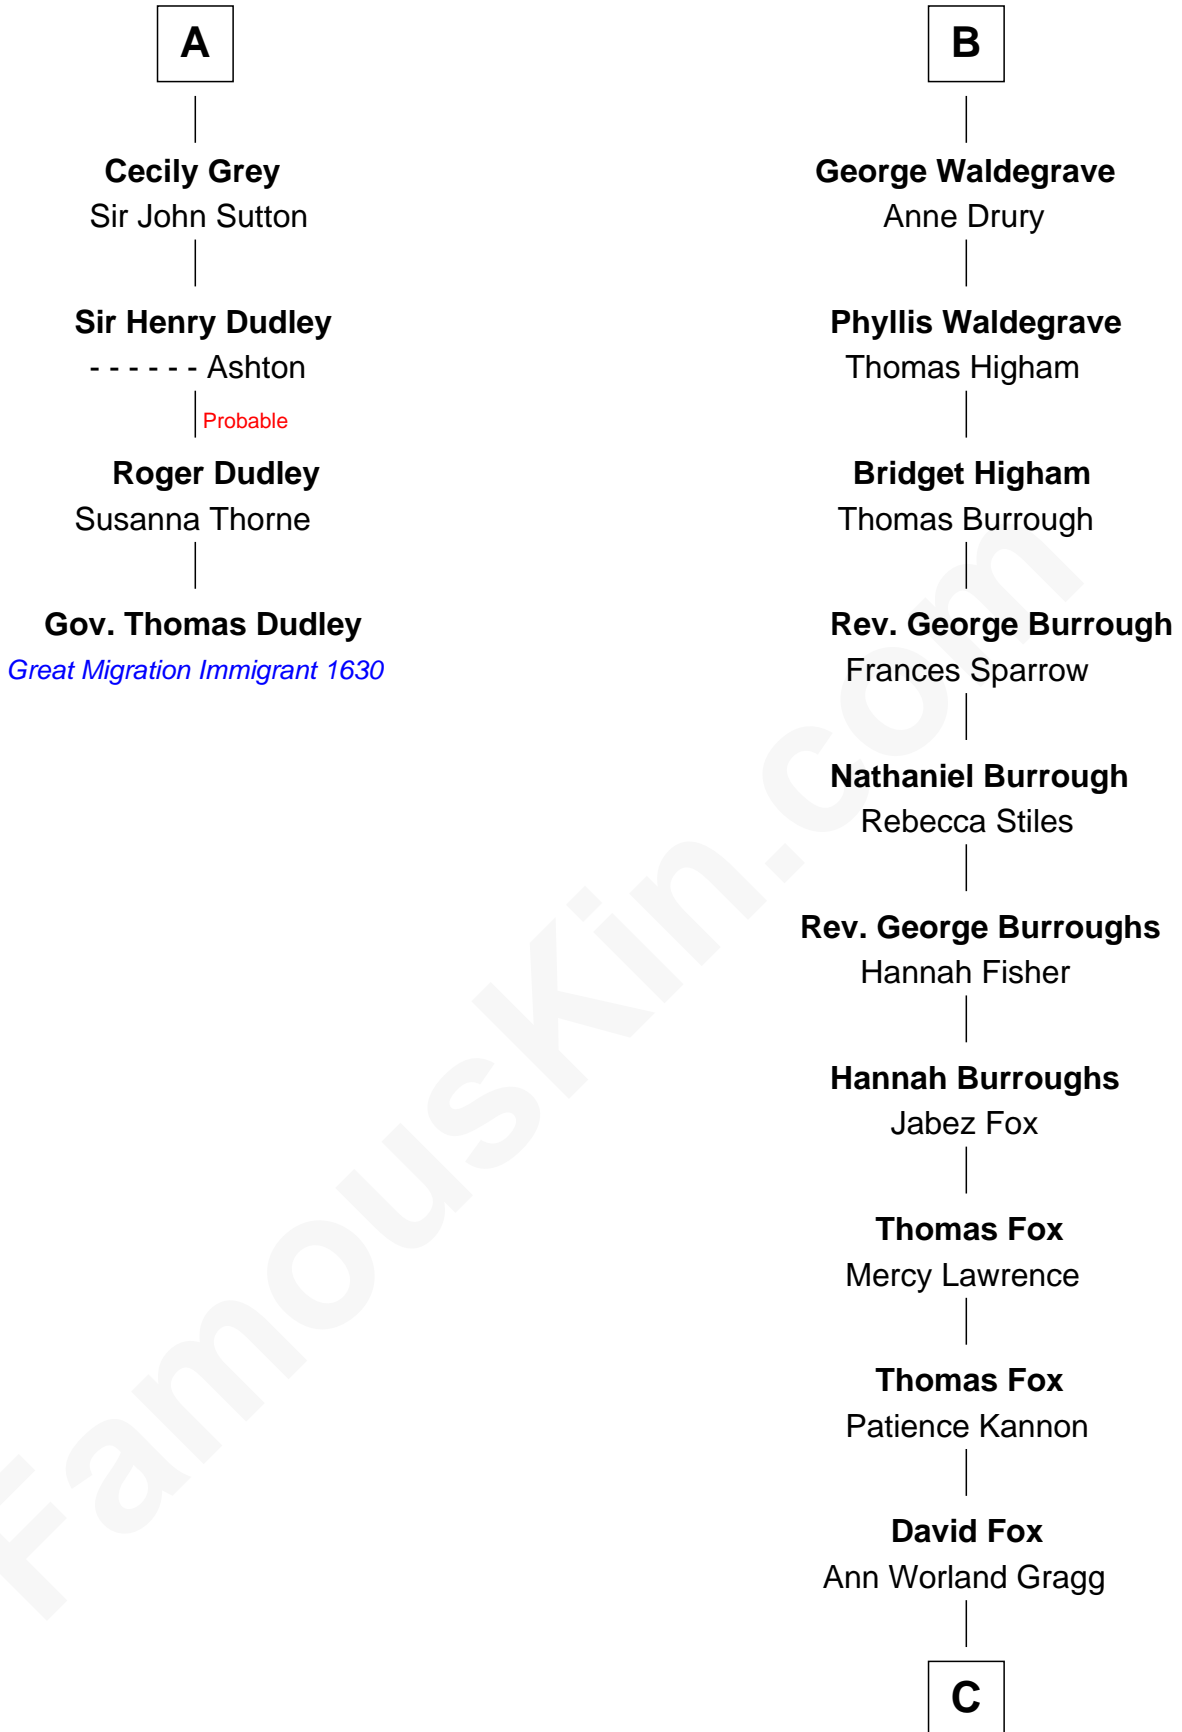 A
Cecily Grey
Sir John Sutton
Sir Henry Dudley
- - - - - - Ashton
Probable
Roger Dudley
Susanna Thorne
Gov. Thomas Dudley
Great Migration Immigrant 1630
B
George Waldegrave
Anne Drury
Phyllis Waldegrave
Thomas Higham
Bridget Higham
Thomas Burrough
Rev. George Burrough
Frances Sparrow
Nathaniel Burrough
Rebecca Stiles
Rev. George Burroughs
Hannah Fisher
Hannah Burroughs
Jabez Fox
Thomas Fox
Mercy Lawrence
Thomas Fox
Patience Kannon
David Fox
Ann Worland Gragg
C
FamousKin.com